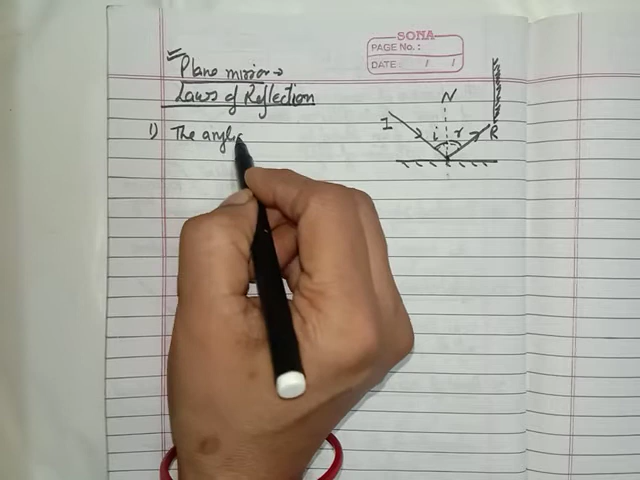 SONA
PAGE No.:
DATE: / /
Plane mirror→
Laws of Reflection
1) The angle
N
I
i r
R